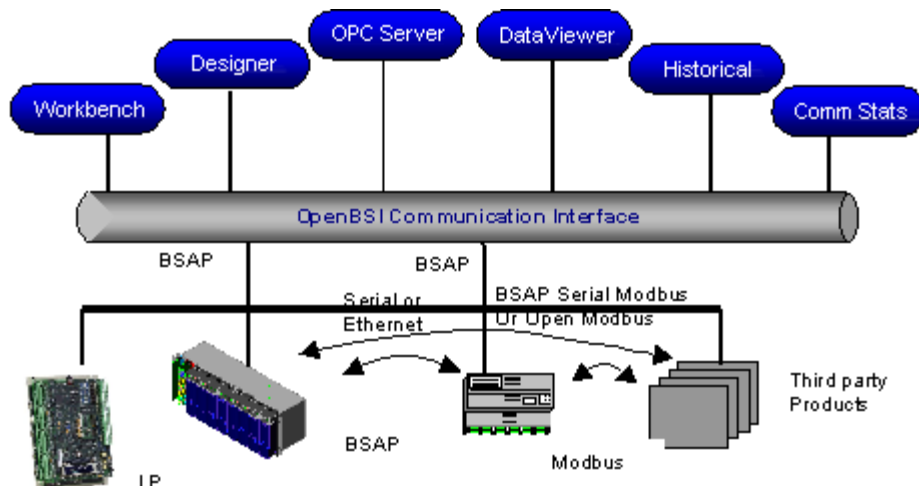 OPC Server
DataViewer
Designer
Historical
Workbench
Comm Stats
OpenBSI Communication Interface
BSAP
BSAP
Serial or
Ethernet
BSAP Serial Modbus
Or Open Modbus
Third party
Products
BSAP
Modbus